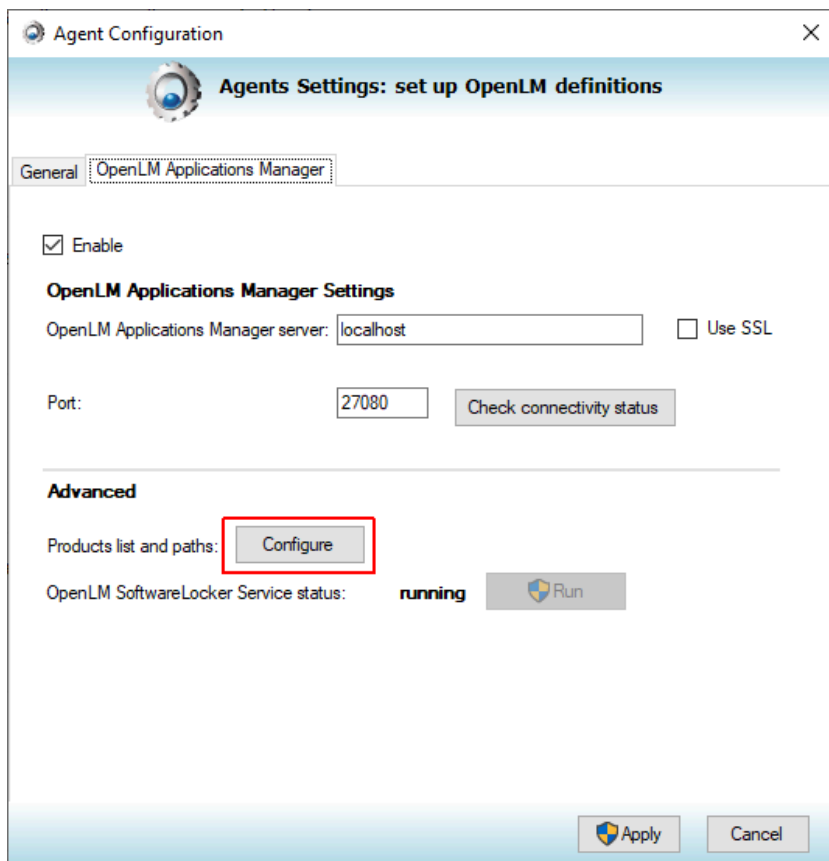 Agent Configuration
Agents Settings: set up OpenLM definitions
General OpenLM Applications Manager
Enable
OpenLM Applications Manager Settings
OpenLM Applications Manager server: localhost Use SSL
Port: 27080 Check connectivity status
Advanced
Products list and paths: Configure
OpenLM SoftwareLocker Service status: running Run
Apply Cancel